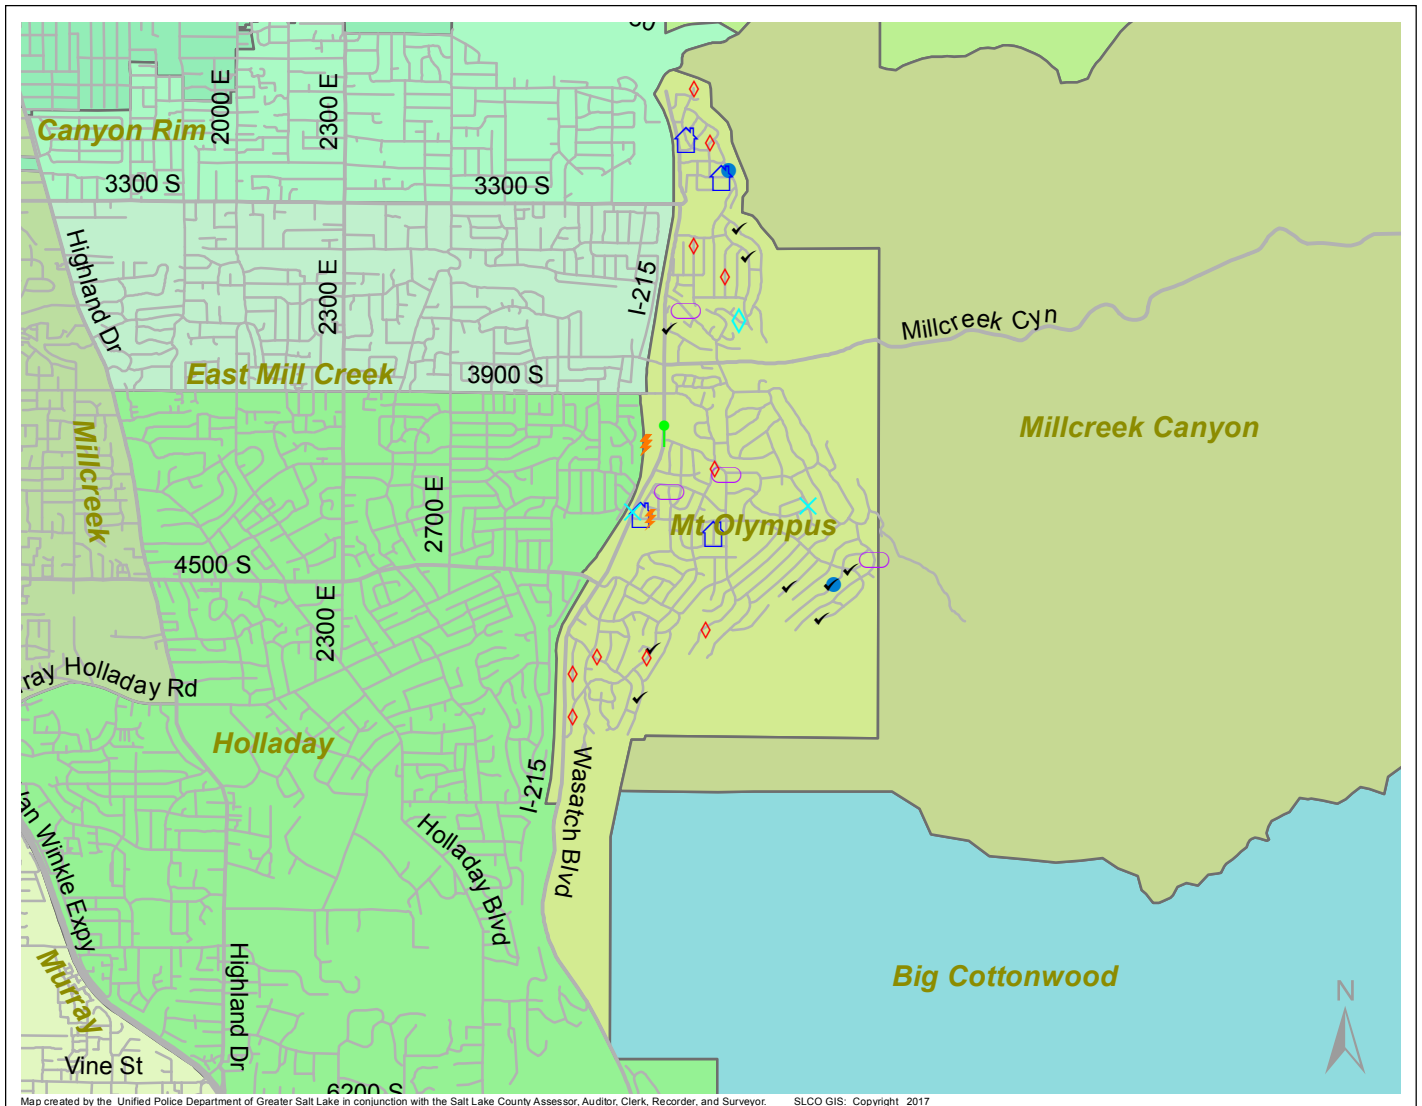 Canyon Rim
2000 E
2300 E
3300 S
3300 S
Highland Dr
2300 E
I-215
Millcreek Cyn
East Mill Creek
3900 S
Millcreek
Millcreek Canyon
2700 E
Mt Olympus
4500 S
2300 E
ray Holladay Rd
Holladay
I-215
Wasatch Blvd
Holladay Blvd
an Winkle Expy
Murray
Highland Dr
Big Cottonwood
N
Vine St
6200 S
Map created by the Unified Police Department of Greater Salt Lake in conjunction with the Salt Lake County Assessor, Auditor, Clerk, Recorder, and Surveyor. SLCO GIS: Copyright 2017